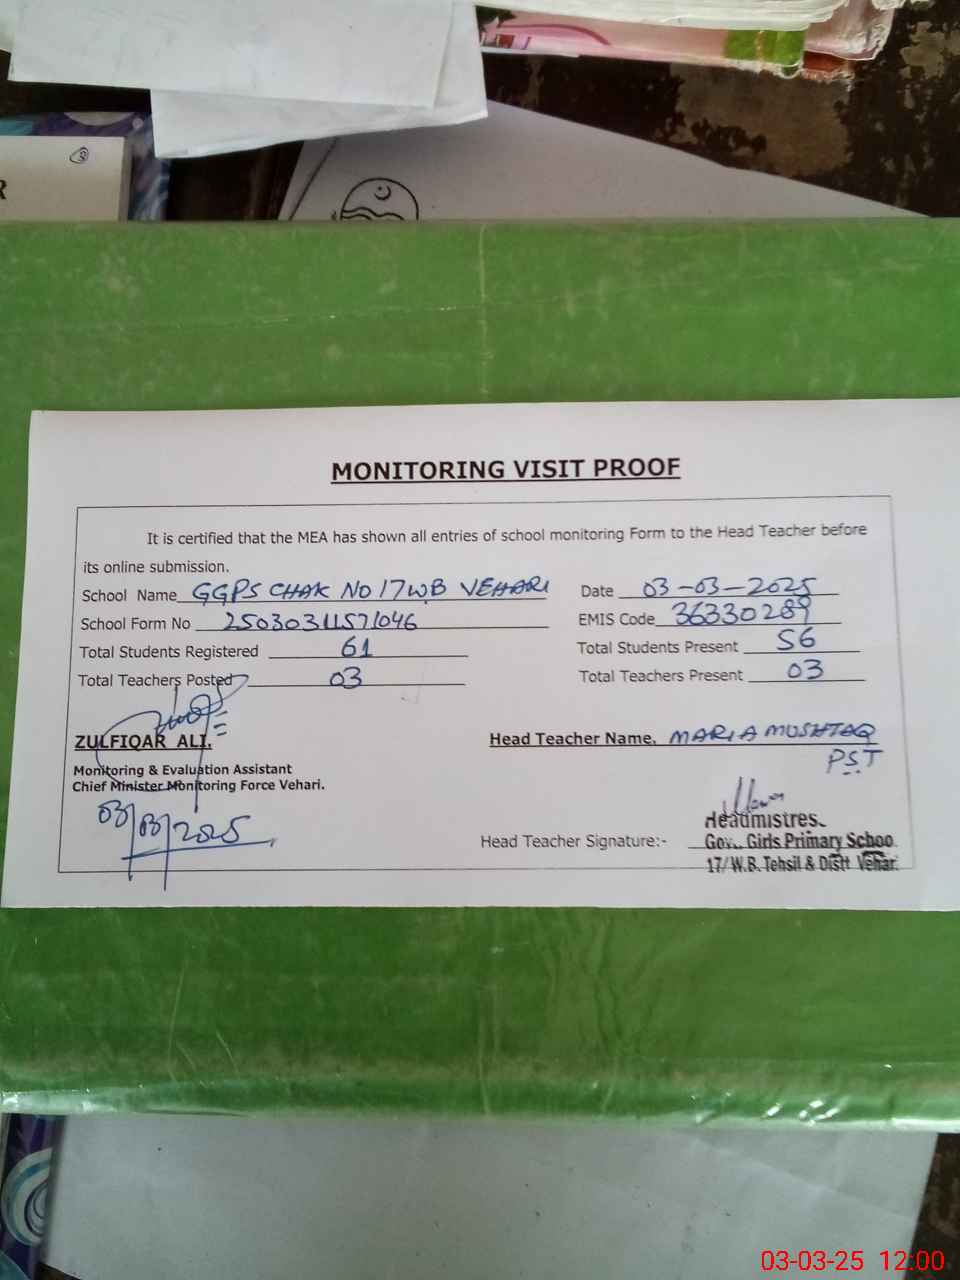 R
MONITORING VISIT PROOF
It is certified that the MEA has shown all entries of school monitoring Form to the Head Teacher before
its online submission.
School Name GGPS CHAK NO 17WB VEHARI
Date 03-03-2025
School Form No 25030311571046
EMIS Code 36330289
Total Students Registered 61
Total Students Present 56
Total Teachers Posted 03
Total Teachers Present 03
ZULFIQAR ALI.
Head Teacher Name. MARIA MUSHTAQ
PST
Monitoring & Evaluation Assistant
Chief Minister Monitoring Force Vehari.
03/03/2025
Headmistres
Head Teacher Signature:- Gov.. Girls Primary Schoo
17/W.B. Tehsil & Distt Vehari
03-03-25 12:00